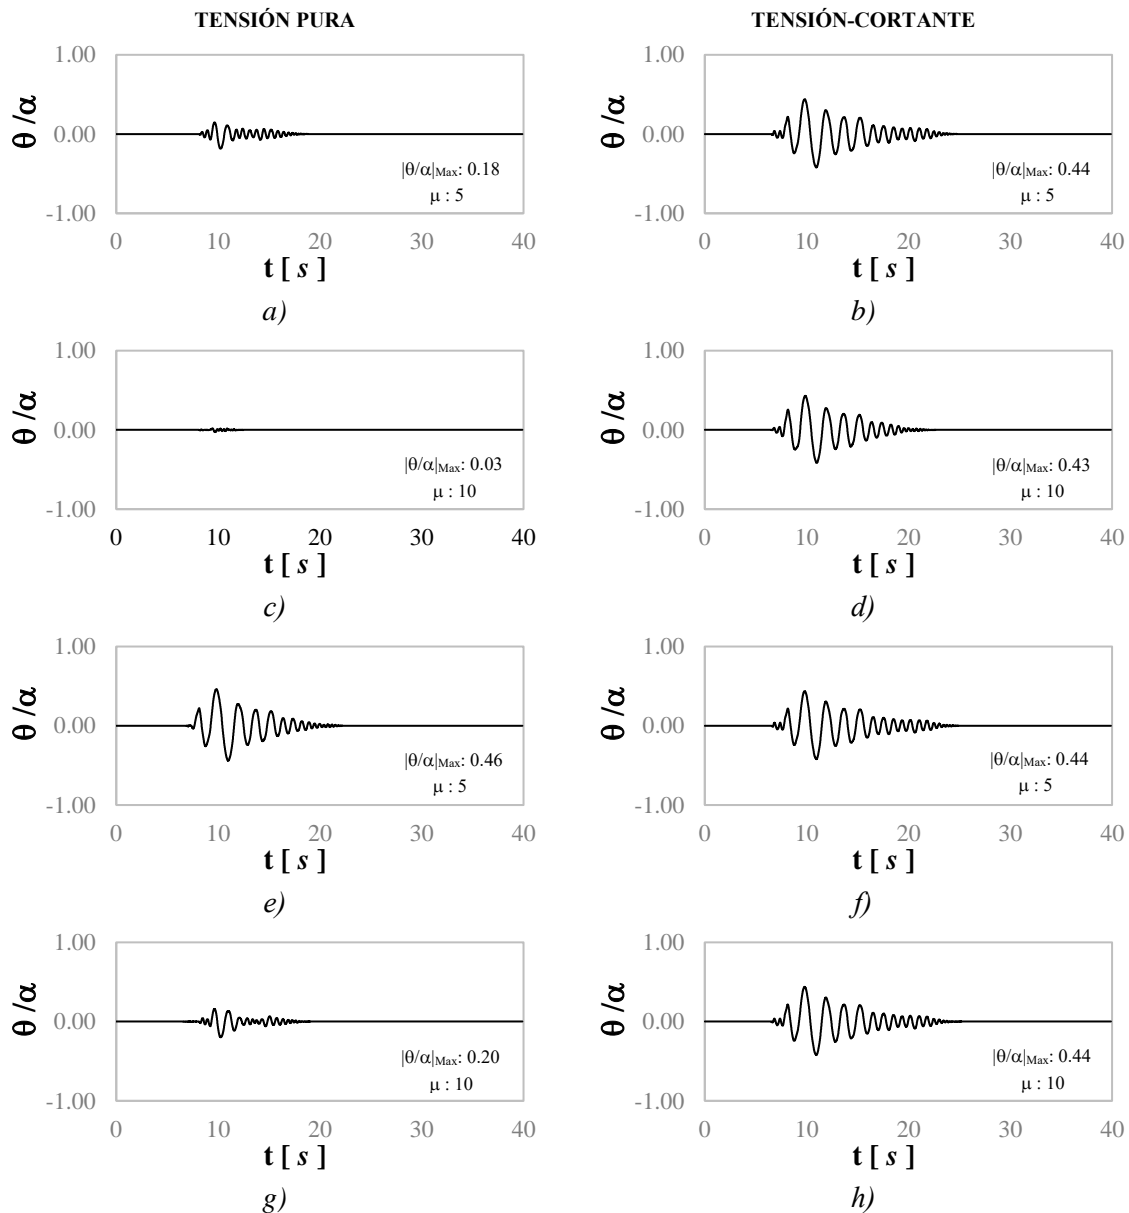 TENSIÓN PURA
TENSIÓN-CORTANTE
1.00
θ /α
0.00
|θ/α|Max: 0.18
μ : 5
-1.00
0 10 20 30 40
t [ s ]
a)
1.00
θ /α
0.00
|θ/α|Max: 0.44
μ : 5
-1.00
0 10 20 30 40
t [ s ]
b)
1.00
θ /α
0.00
|θ/α|Max: 0.03
μ : 10
-1.00
0 10 20 30 40
t [ s ]
c)
1.00
θ /α
0.00
|θ/α|Max: 0.43
μ : 10
-1.00
0 10 20 30 40
t [ s ]
d)
1.00
θ /α
0.00
|θ/α|Max: 0.46
μ : 5
-1.00
0 10 20 30 40
t [ s ]
e)
1.00
θ /α
0.00
|θ/α|Max: 0.44
μ : 5
-1.00
0 10 20 30 40
t [ s ]
f)
1.00
θ /α
0.00
|θ/α|Max: 0.20
μ : 10
-1.00
0 10 20 30 40
t [ s ]
g)
1.00
θ /α
0.00
|θ/α|Max: 0.44
μ : 10
-1.00
0 10 20 30 40
t [ s ]
h)